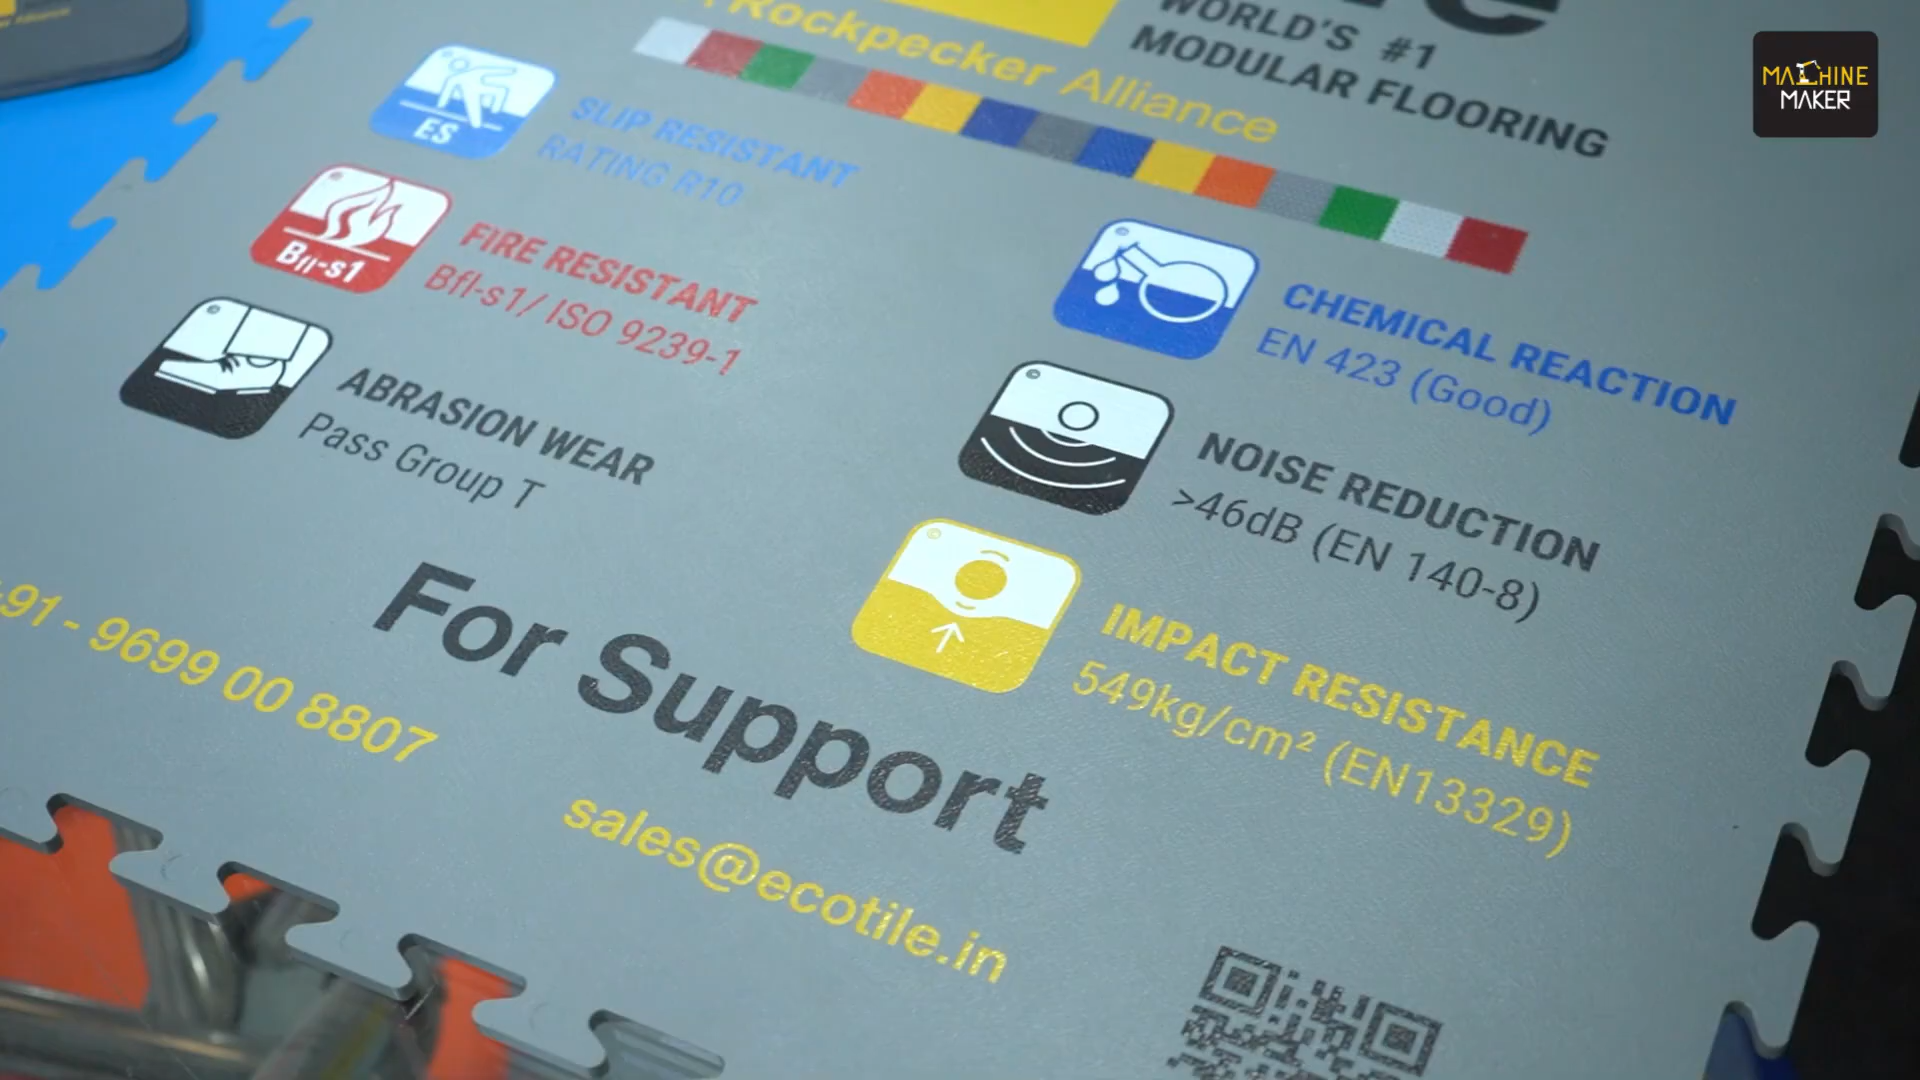 Rockpecker Alliance
WORLD'S #1
MODULAR FLOORING
MACHINE
MAKER
ES
SLIP RESISTANT
RATING R10
Bfl-s1
FIRE RESISTANT
Bfl-s1/ ISO 9239-1
ABRASION WEAR
Pass Group T
CHEMICAL REACTION
EN 423 (Good)
NOISE REDUCTION
>46dB (EN 140-8)
IMPACT RESISTANCE
549kg/cm² (EN13329)
For Support
91 - 9699 00 8807
sales@ecotile.in